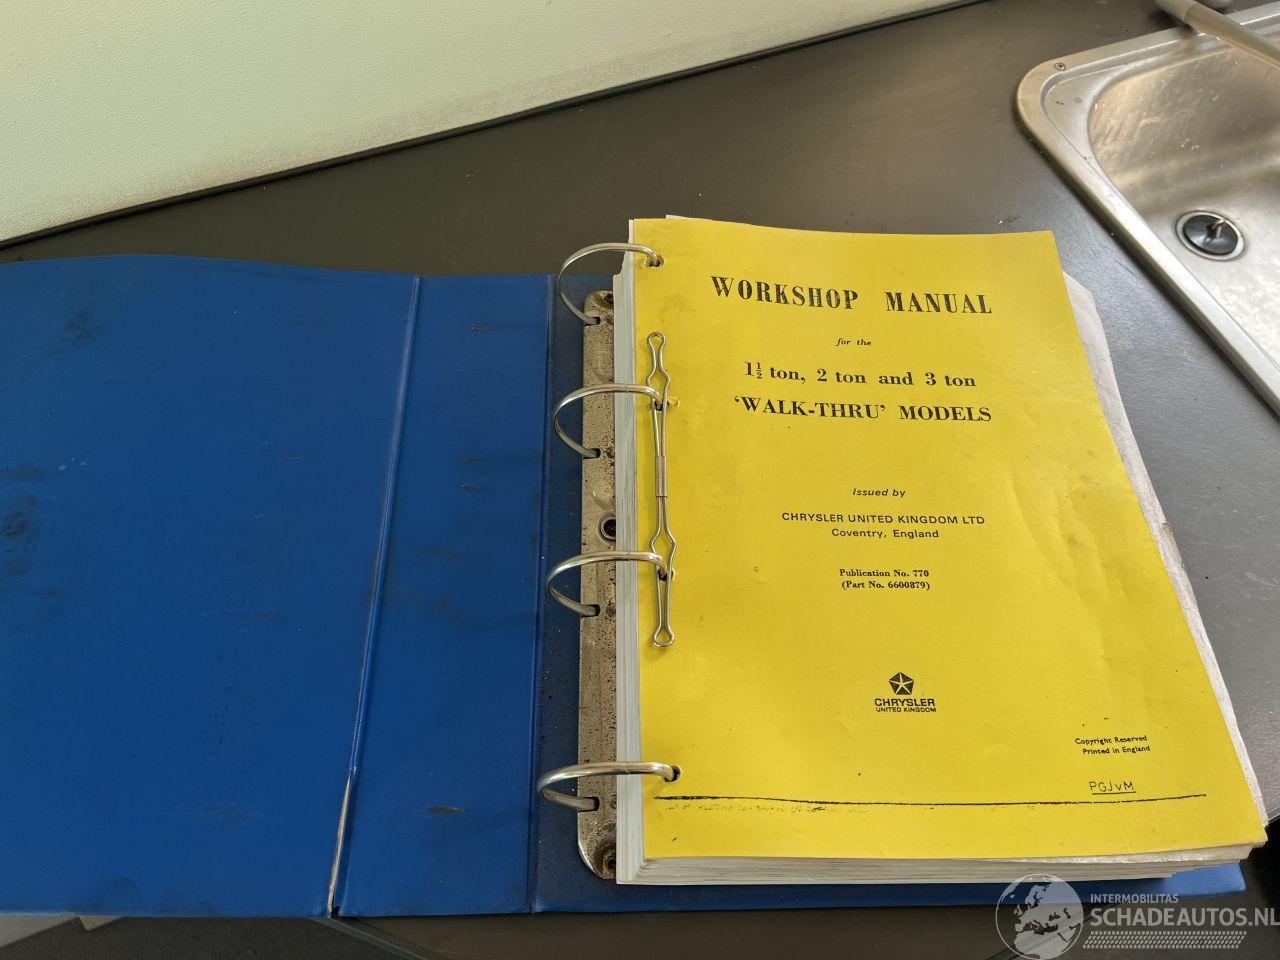 WORKSHOP MANUAL
for the
1½ ton, 2 ton and 3 ton
‘WALK-THRU’ MODELS
Issued by
CHRYSLER UNITED KINGDOM LTD
Coventry, England
Publication No. 770
(Part No. 6600879)
CHRYSLER
UNITED KINGDOM
Copyright Reserved
Printed in England
PGJvM
INTERMOBILITAS
SCHADEAUTOS.NL